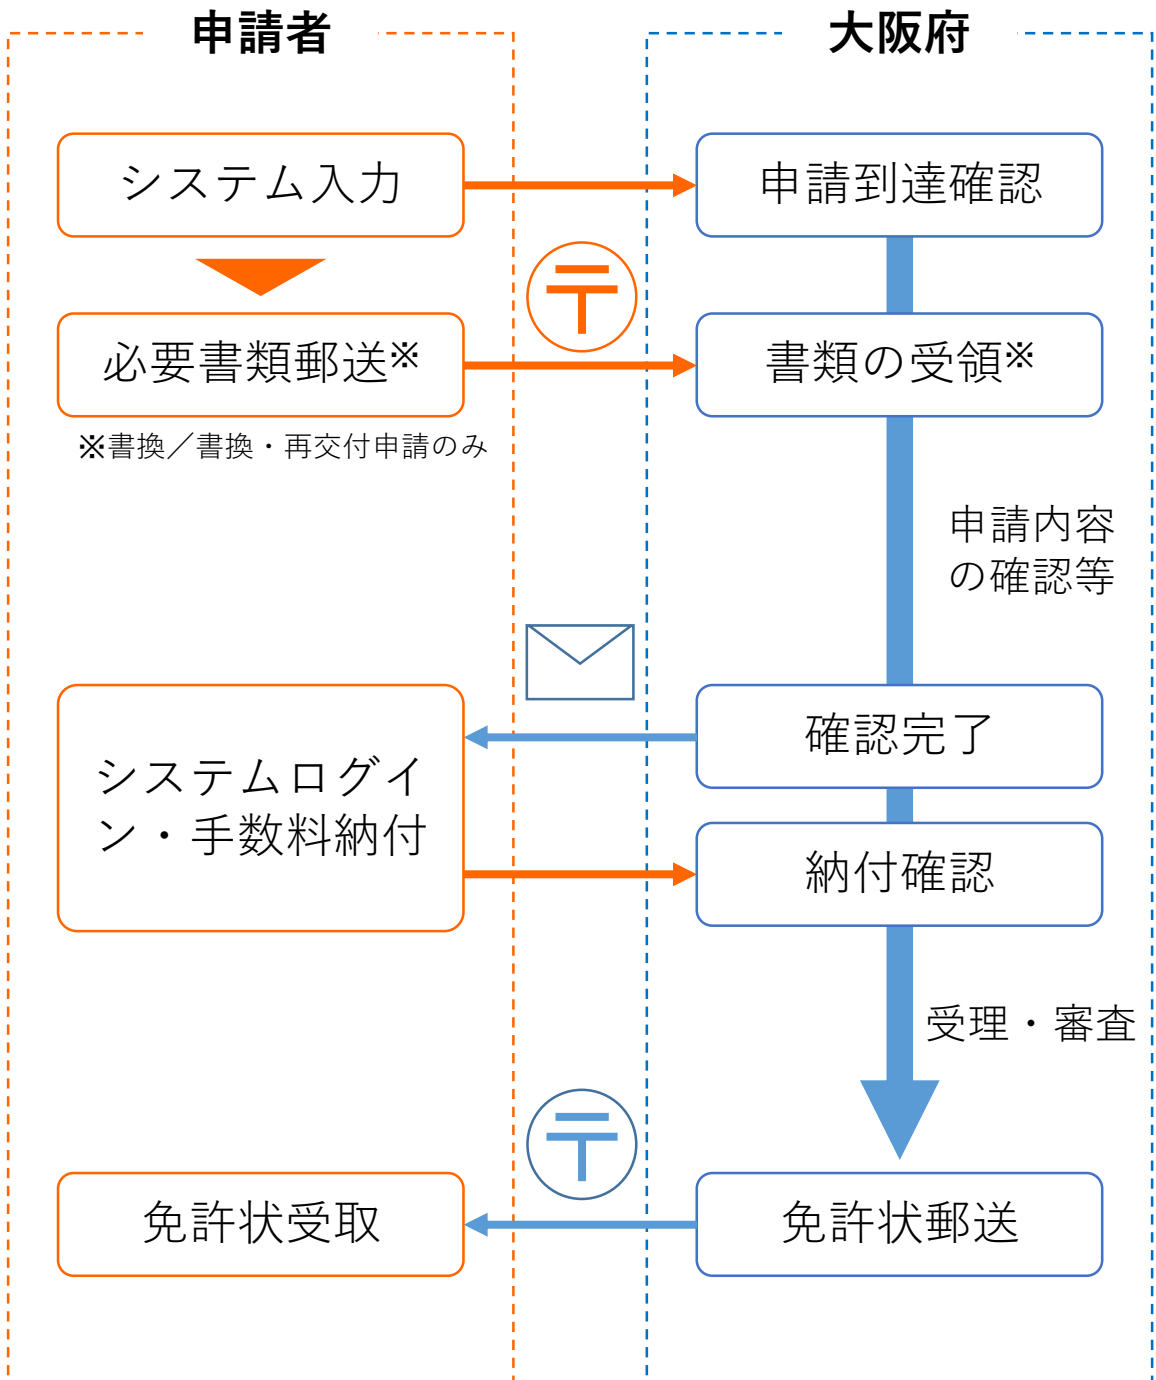 申請者
大阪府
システム入力
申請到達確認
〒
必要書類郵送※
書類の受領※
※書換／書換・再交付申請のみ
申請内容
の確認等
確認完了
システムログイ
ン・手数料納付
納付確認
受理・審査
〒
免許状受取
免許状郵送